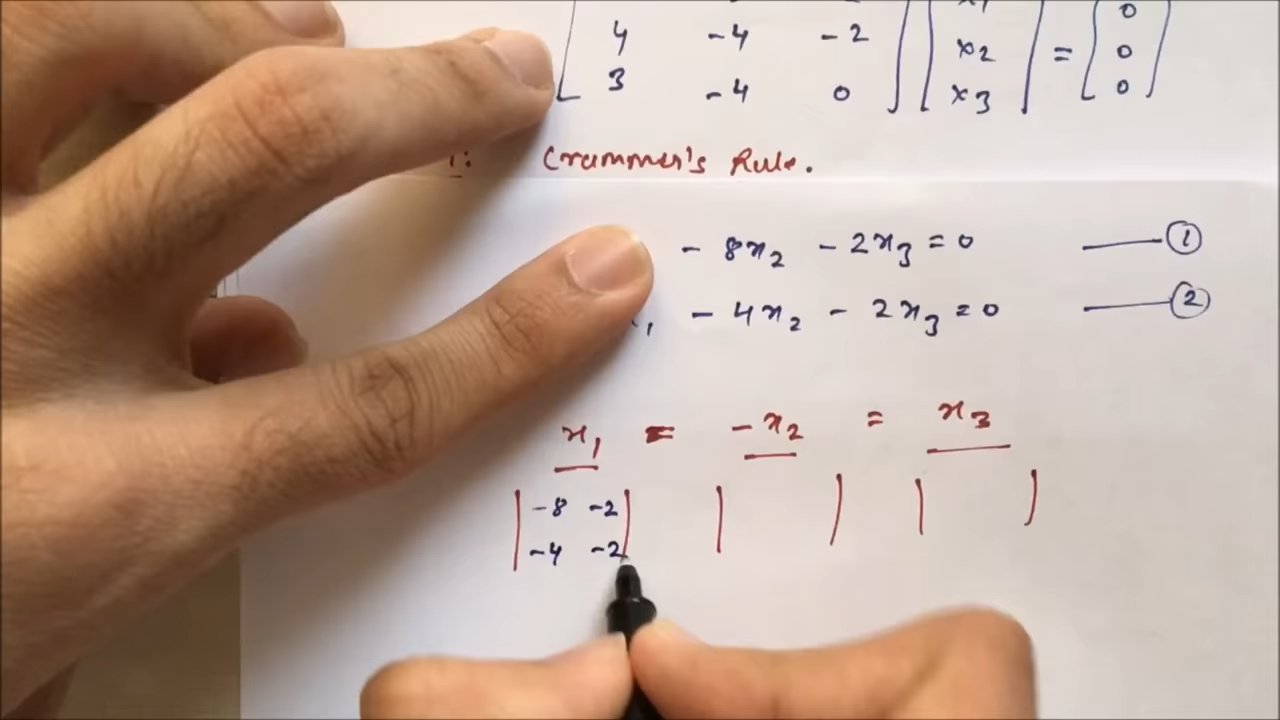 4 -4 -2 x2 = 0
3 -4 0 x3 0
1: Crammer's Rule.
- 8x2 - 2x3 = 0 ① 
- 4x2 - 2x3 = 0 ②
x1 = -x2 = x3
-8 -2
-4 -2